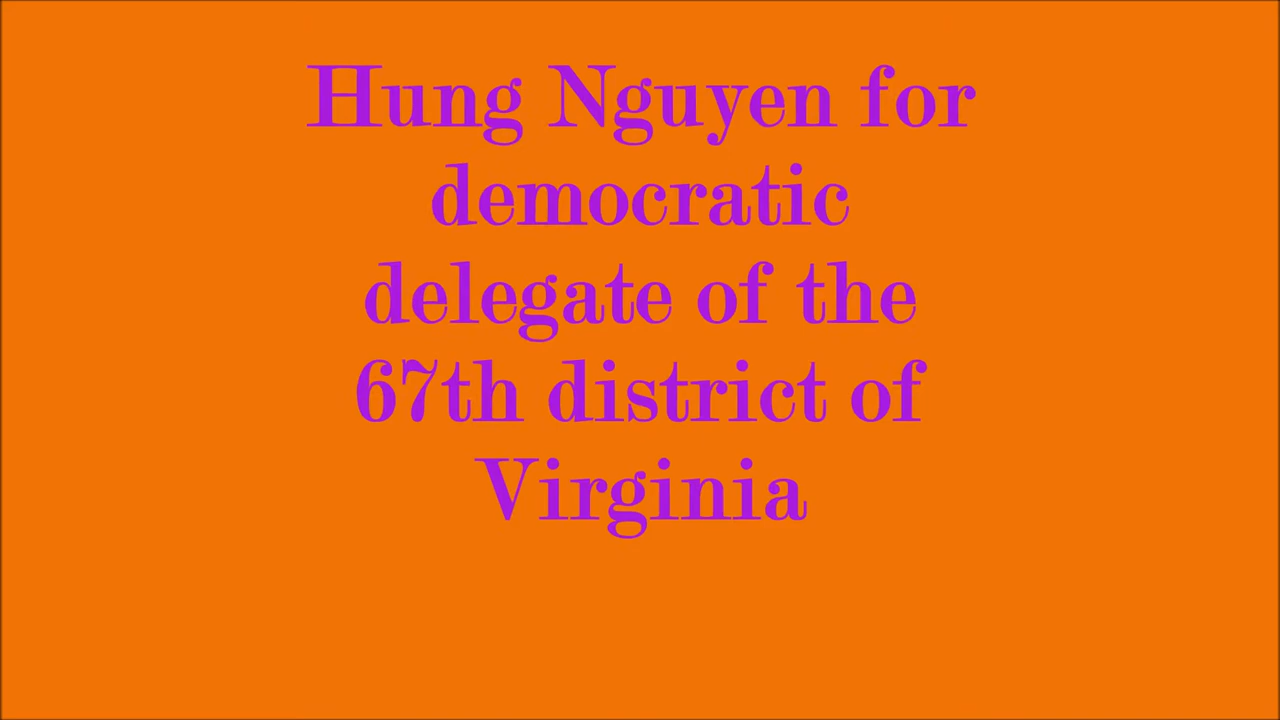 Hung Nguyen for
democratic
delegate of the
67th district of
Virginia